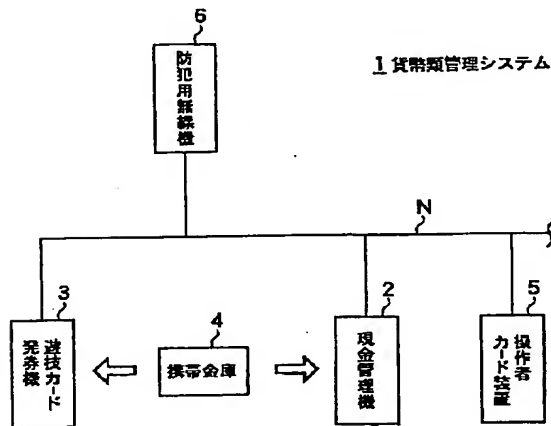 6
防犯用無線機
1 貨幣類管理システム
N
3
遊技カード
発券機
4
携帯金庫
2
現金管理機
5
操作者
カード装置